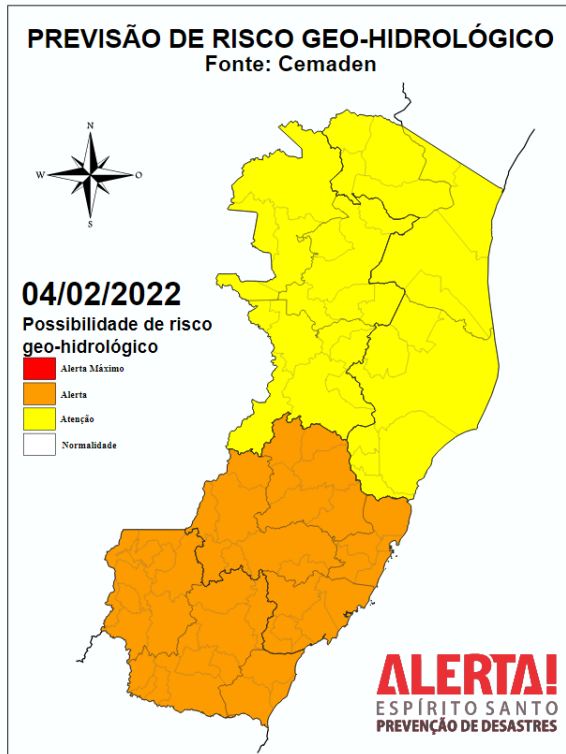 PREVISÃO DE RISCO GEO-HIDROLÓGICO
Fonte: Cemaden
N
W
O
S
04/02/2022
Possibilidade de risco
geo-hidrológico
Alerta Máximo
Alerta
Atenção
Normalidade
ALERTA!
ESPÍRITO SANTO
PREVENÇÃO DE DESASTRES